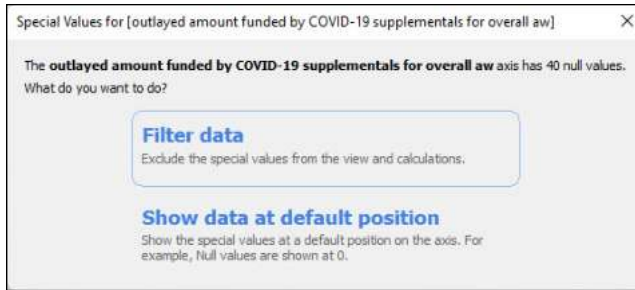 Special Values for [outlayed amount funded by COVID-19 supplementals for overall aw]
The outlayed amount funded by COVID-19 supplementals for overall aw axis has 40 null values.
What do you want to do?
Filter data
Exclude the special values from the view and calculations.
Show data at default position
Show the special values at a default position on the axis. For
example, Null values are shown at 0.